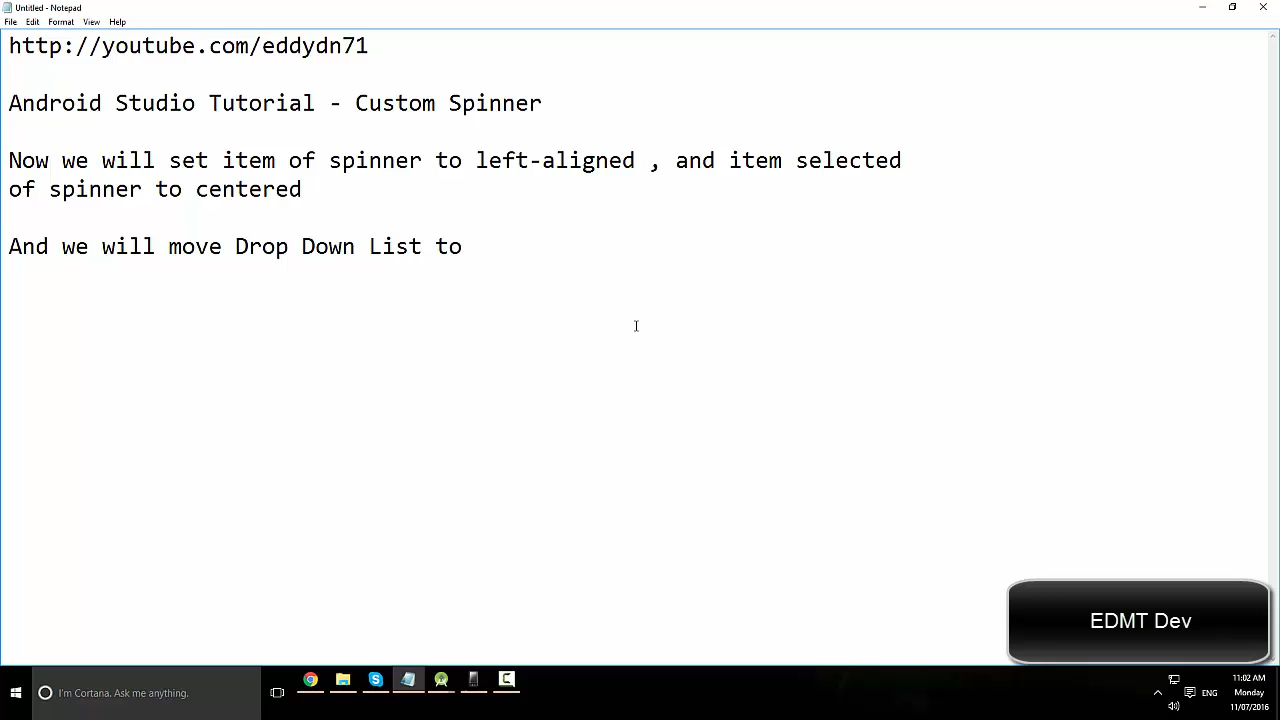 Untitled - Notepad
File Edit Format View Help
http://youtube.com/eddydn71
Android Studio Tutorial - Custom Spinner
Now we will set item of spinner to left-aligned , and item selected
of spinner to centered
And we will move Drop Down List to
EDMT Dev
I'm Cortana. Ask me anything.
ENG
11:02 AM
Monday
11/07/2016